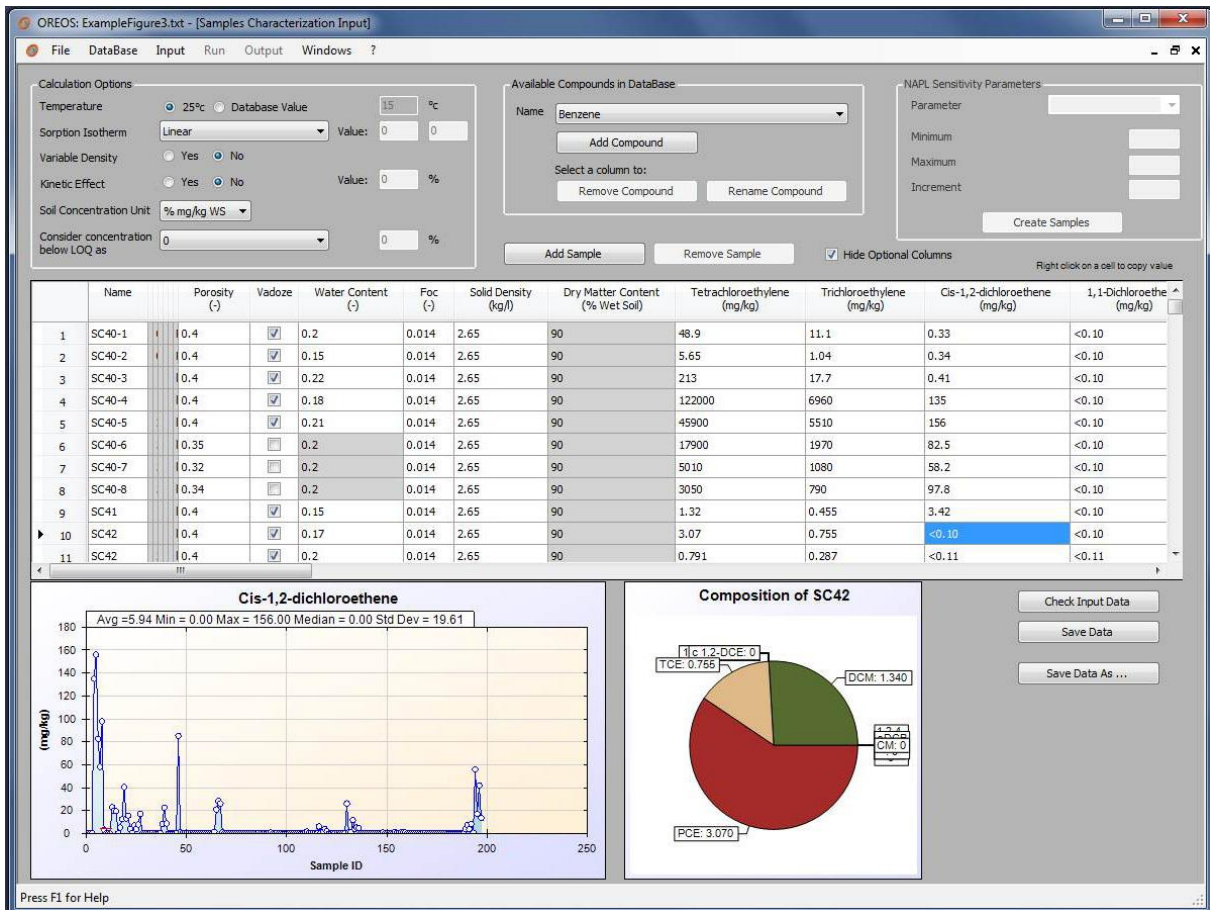 OREOS: ExampleFigure3.txt - [Samples Characterization Input]
File DataBase Input Run Output Windows ?
Calculation Options
Temperature 25°c Database Value 15 °c
Sorption Isotherm Linear Value: 0 0
Variable Density Yes No
Kinetic Effect Yes No Value: 0 %
Soil Concentration Unit % mg/kg WS
Consider concentration
below LOQ as 0 0 %
Available Compounds in DataBase
Name Benzene
Add Compound
Select a column to:
Remove Compound Rename Compound
NAPL Sensitivity Parameters
Parameter
Minimum
Maximum
Increment
Create Samples
Add Sample Remove Sample Hide Optional Columns
Right click on a cell to copy value
Name Porosity Vadoze Water Content Foc Solid Density Dry Matter Content Tetrachloroethylene Trichloroethylene Cis-1,2-dichloroethene 1,1-Dichloroethe
(-) (-) (-) (kg/l) (% Wet Soil) (mg/kg) (mg/kg) (mg/kg) (mg/kg)
1 SC40-1 0.4 0.2 0.014 2.65 90 48.9 11.1 0.33 <0.10
2 SC40-2 0.4 0.15 0.014 2.65 90 5.65 1.04 0.34 <0.10
3 SC40-3 0.4 0.22 0.014 2.65 90 213 17.7 0.41 <0.10
4 SC40-4 0.4 0.18 0.014 2.65 90 122000 6960 135 <0.10
5 SC40-5 0.4 0.21 0.014 2.65 90 45900 5510 156 <0.10
6 SC40-6 0.35 0.2 0.014 2.65 90 17900 1970 82.5 <0.10
7 SC40-7 0.32 0.2 0.014 2.65 90 5010 1080 58.2 <0.10
8 SC40-8 0.34 0.2 0.014 2.65 90 3050 790 97.8 <0.10
9 SC41 0.4 0.15 0.014 2.65 90 1.32 0.455 3.42 <0.10
10 SC42 0.4 0.17 0.014 2.65 90 3.07 0.755 <0.10 <0.10
11 SC42 0.4 0.2 0.014 2.65 90 0.791 0.287 <0.11 <0.11
Cis-1,2-dichloroethene
Avg =5.94 Min = 0.00 Max = 156.00 Median = 0.00 Std Dev = 19.61
(mg/kg)
180
160
140
120
100
80
60
40
20
0
0 50 100 150 200 250
Sample ID
Composition of SC42
c 1,2-DCE: 0
TCE: 0.755
DCM: 1.340
CM: 0
PCE: 3.070
Check Input Data
Save Data
Save Data As ...
Press F1 for Help